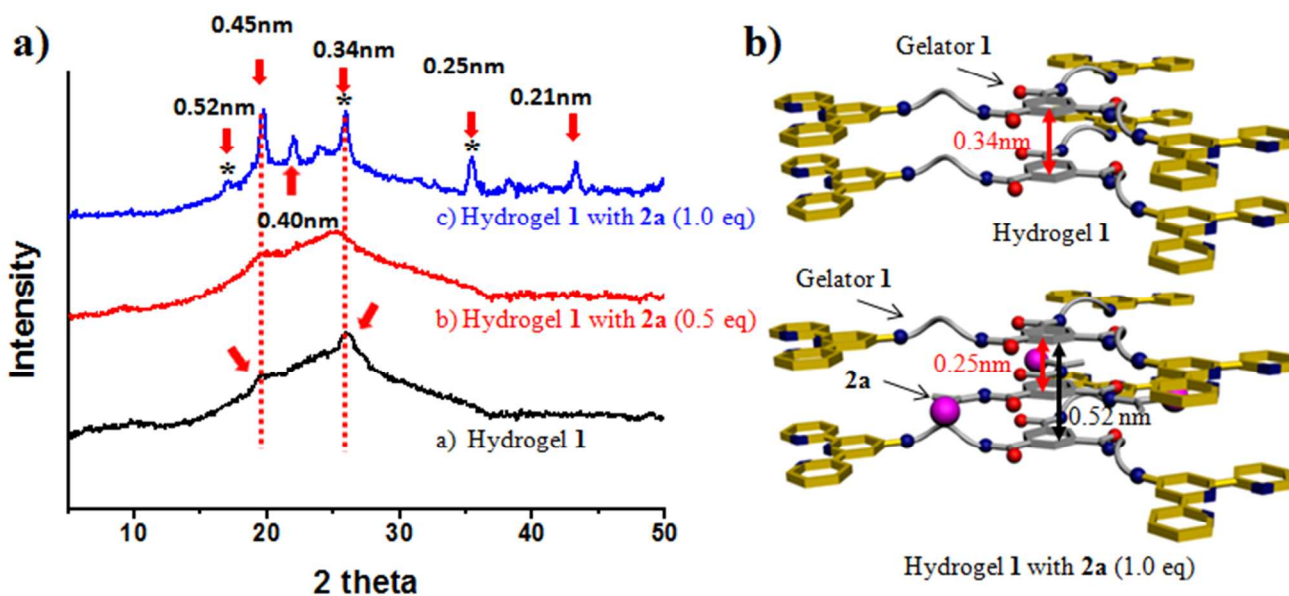 a)
0.45nm
0.34nm
0.52nm
0.25nm
0.21nm
*
*
*
0.40nm
c) Hydrogel 1 with 2a (1.0 eq)
b) Hydrogel 1 with 2a (0.5 eq)
a) Hydrogel 1
Intensity
10 20 30 40 50
2 theta
b)
Gelator 1
0.34nm
Hydrogel 1
Gelator 1
0.25nm
2a
0.52 nm
Hydrogel 1 with 2a (1.0 eq)